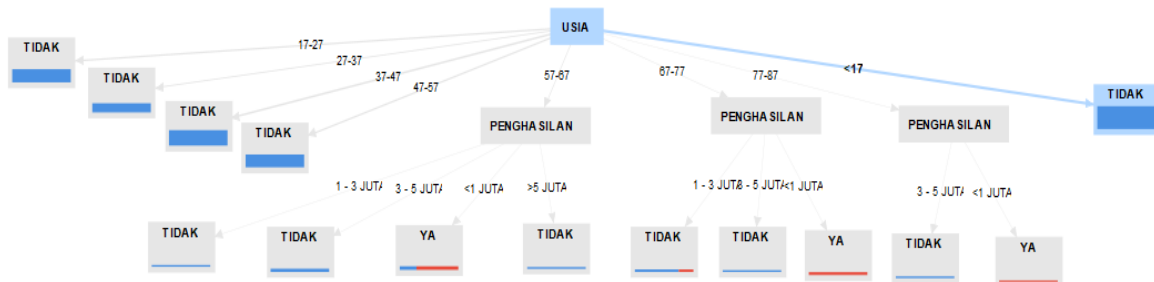 USIA
TIDAK
17-27
27-37
37-47
47-57
57-67
67-77
77-87
<17
TIDAK
TIDAK
TIDAK
TIDAK
PENGHASILAN
PENGHASILAN
PENGHASILAN
1 - 3 JUTA
3 - 5 JUTA
<1 JUTA
>5 JUTA
1 - 3 JUTA
3 - 5 JUTA
<1 JUTA
3 - 5 JUTA
<1 JUTA
TIDAK
TIDAK
YA
TIDAK
TIDAK
TIDAK
YA
TIDAK
YA